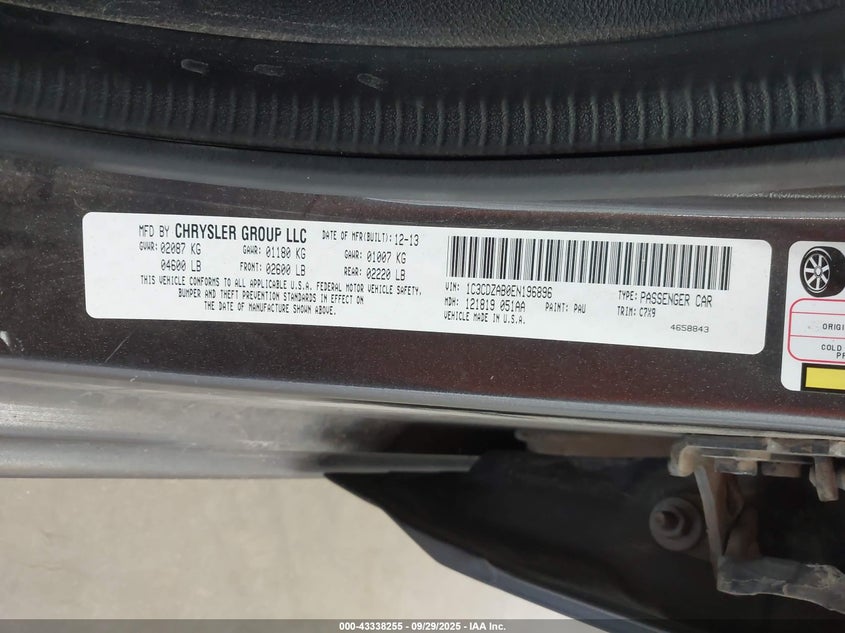 MFD BY CHRYSLER GROUP LLC DATE OF MFR(BUILT): 12-13
GVWR: 02087 KG GAWR: 01180 KG GAWR: 01007 KG
04600 LB FRONT: 02600 LB REAR: 02220 LB
THIS VEHICLE CONFORMS TO ALL APPLICABLE U.S.A. FEDERAL MOTOR VEHICLE SAFETY,
BUMPER AND THEFT PREVENTION STANDARDS IN EFFECT ON
THE DATE OF MANUFACTURE SHOWN ABOVE.
VIN: 1C3CDZAB0EN196896 TYPE: PASSENGER CAR
MDH: 121819 051AA PAINT: PAU TRIM: C7X9
VEHICLE MADE IN U.S.A.
4658843
ORIGI
COLD
PR
000-43338255 - 09/29/2025 - IAA Inc.